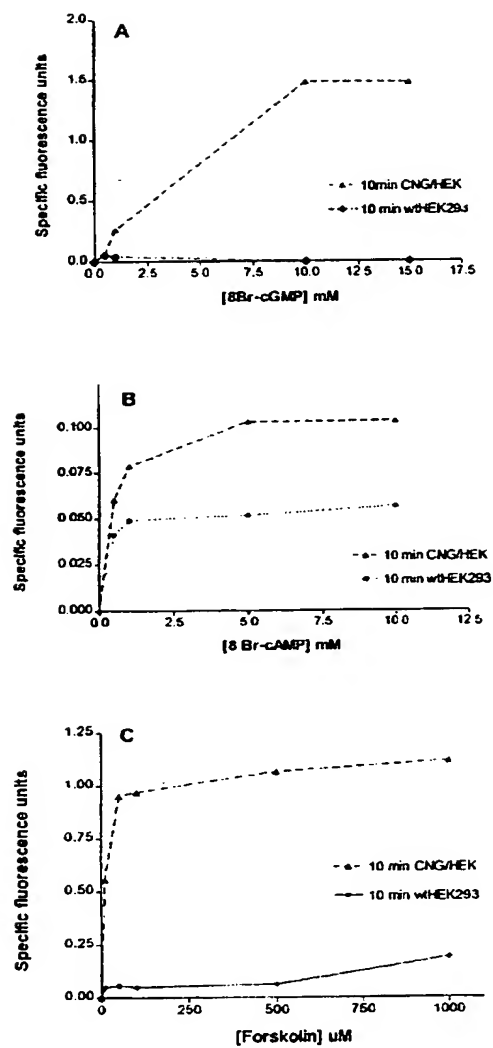 A
Specific fluorescence units
2.0
1.5
1.0
0.5
0.0
10min CNG/HEK
10 min wtHEK293
0.0 2.5 5.0 7.5 10.0 12.5 15.0 17.5
[8Br-cGMP] mM
B
Specific fluorescence units
0.100
0.075
0.050
0.025
0.000
10 min CNG/HEK
10 min wtHEK293
0.0 2.5 5.0 7.5 10.0 12.5
[8 Br-cAMP] mM
C
Specific fluorescence units
1.25
1.00
0.75
0.50
0.25
0.00
10 min CNG/HEK
10 min wtHEK293
0 250 500 750 1000
[Forskolin] uM